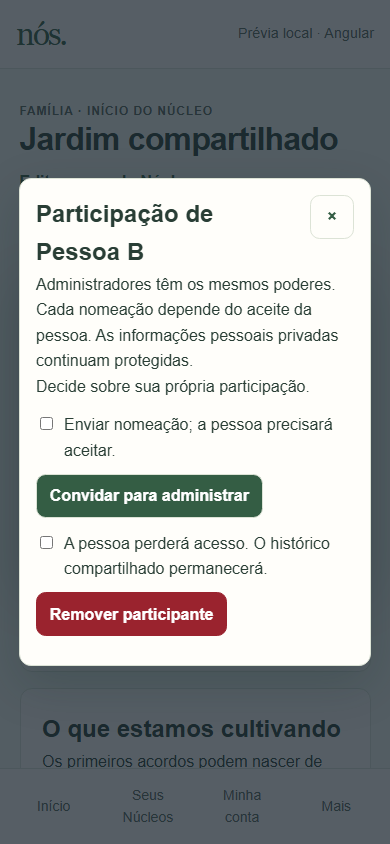 nós.
Prévia local · Angular
FAMÍLIA · INÍCIO DO NÚCLEO
Jardim compartilhado
Participação de
Pessoa B
×
Administradores têm os mesmos poderes.
Cada nomeação depende do aceite da
pessoa. As informações pessoais privadas
continuam protegidas.
Decide sobre sua própria participação.
Enviar nomeação; a pessoa precisará
aceitar.
Convidar para administrar
A pessoa perderá acesso. O histórico
compartilhado permanecerá.
Remover participante
O que estamos cultivando
Os primeiros acordos podem nascer de
Início
Seus
Núcleos
Minha
conta
Mais